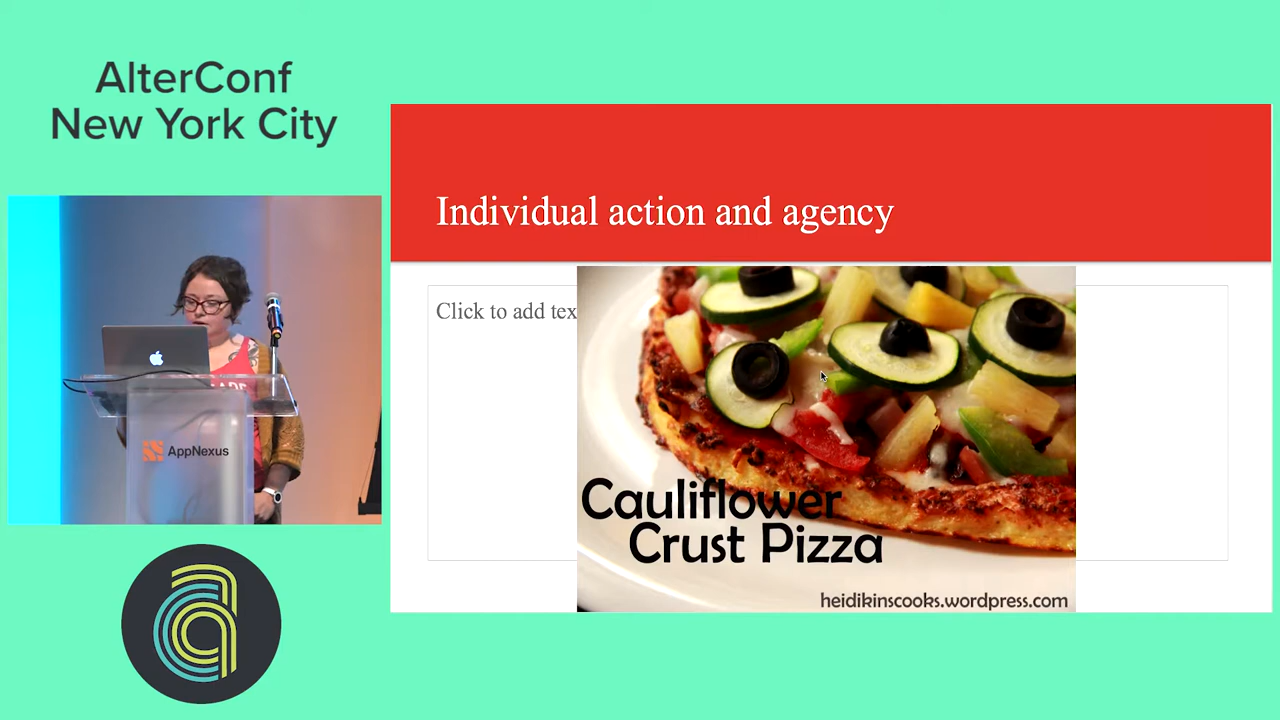 AlterConf
New York City
Individual action and agency
Click to add tex
Cauliflower
Crust Pizza
heidikinscooks.wordpress.com
AppNexus